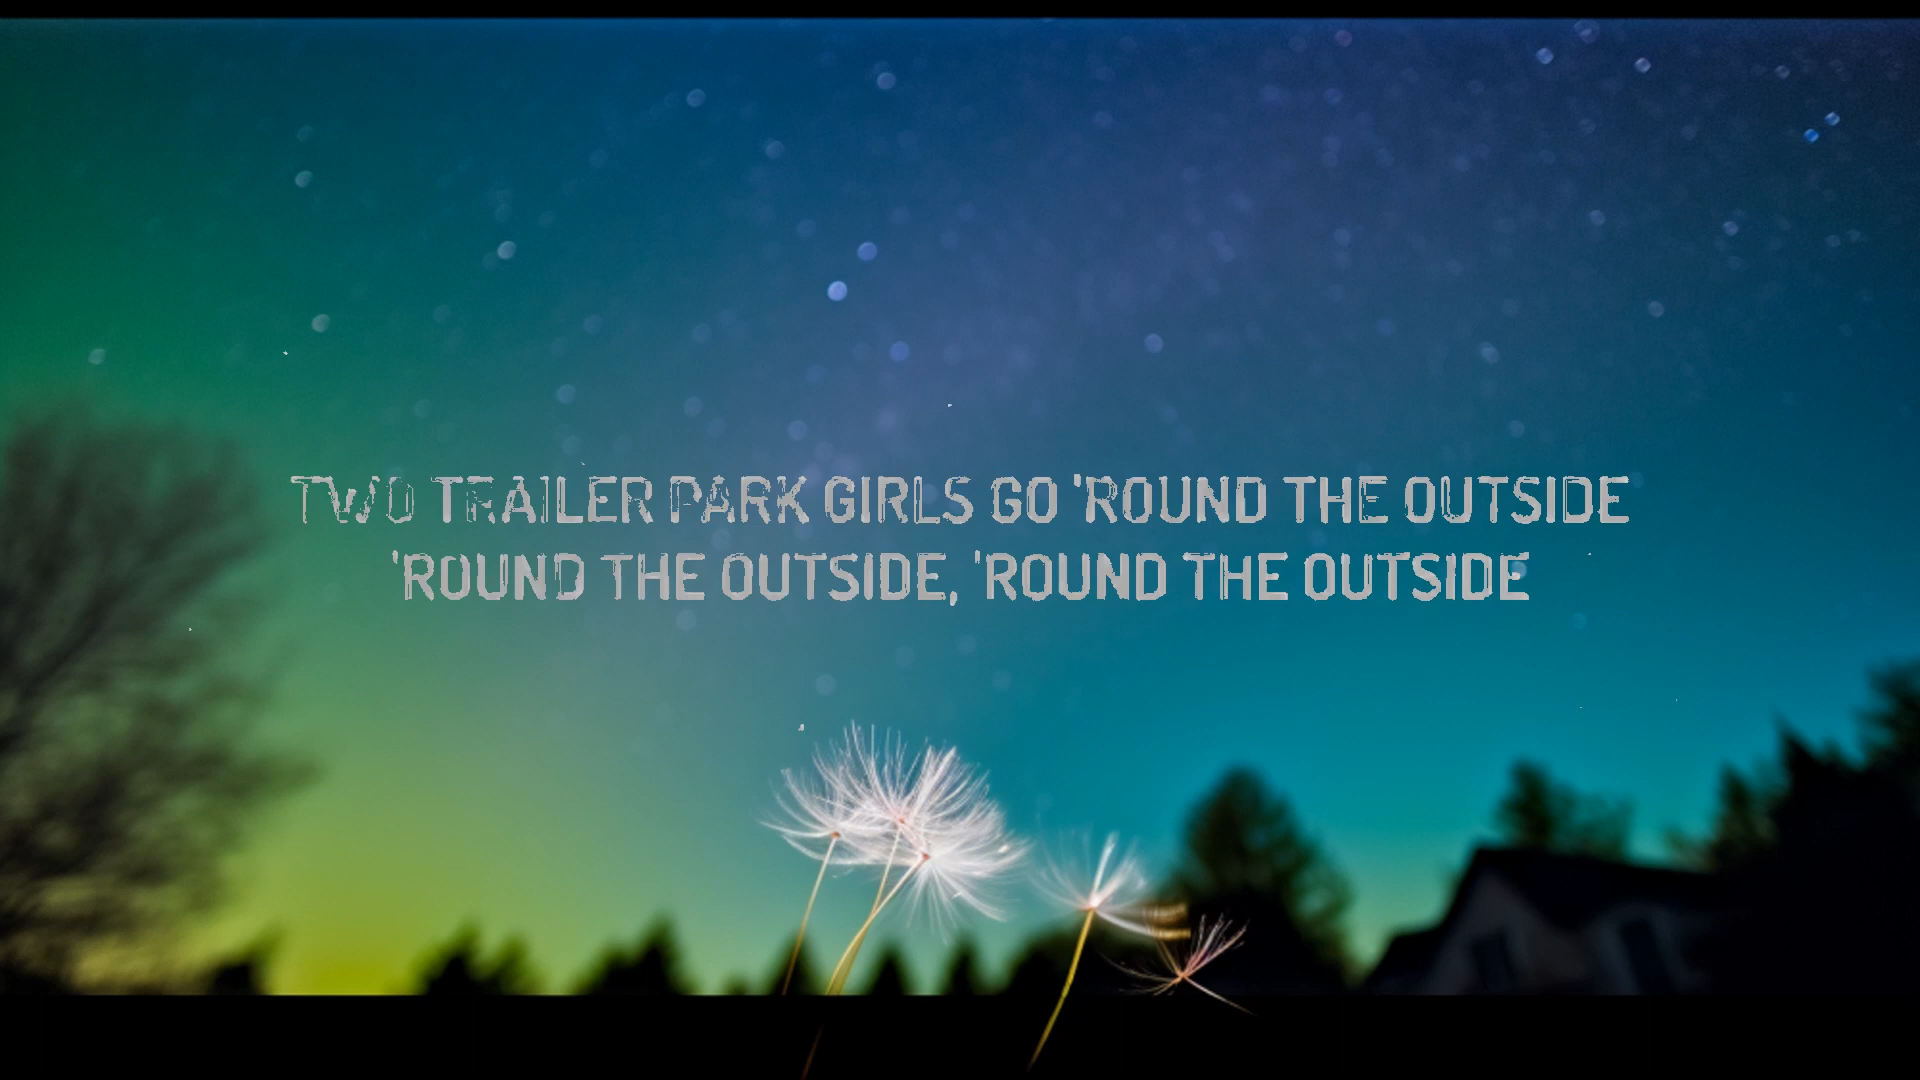 TWO TRAILER PARK GIRLS GO 'ROUND THE OUTSIDE
'ROUND THE OUTSIDE, 'ROUND THE OUTSIDE